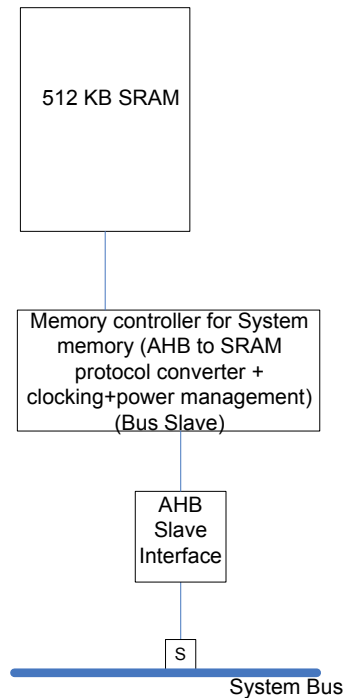 512 KB SRAM
Memory controller for System
memory (AHB to SRAM
protocol converter +
clocking+power management)
(Bus Slave)
AHB
Slave
Interface
S
System Bus